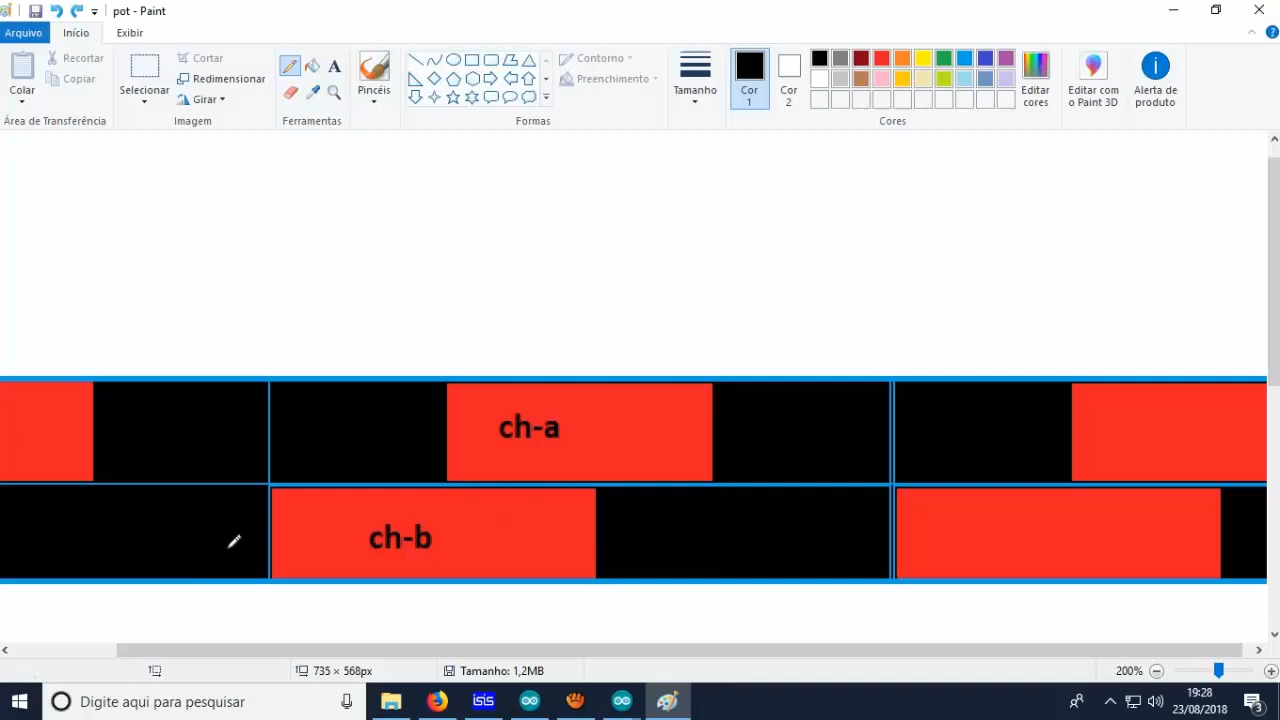 pot - Paint
Arquivo Início Exibir
Colar
Recortar
Copiar
Área de Transferência
Selecionar
Cortar
Redimensionar
Girar
Imagem
A
Ferramentas
Pincéis
Contorno
Preenchimento
Formas
Tamanho
Cor
1
Cor
2
Editar
cores
Cores
Editar com
o Paint 3D
Alerta de
produto
ch-a
ch-b
735 × 568px
Tamanho: 1,2MB
200%
Digite aqui para pesquisar
isis
19:28
23/08/2018
3